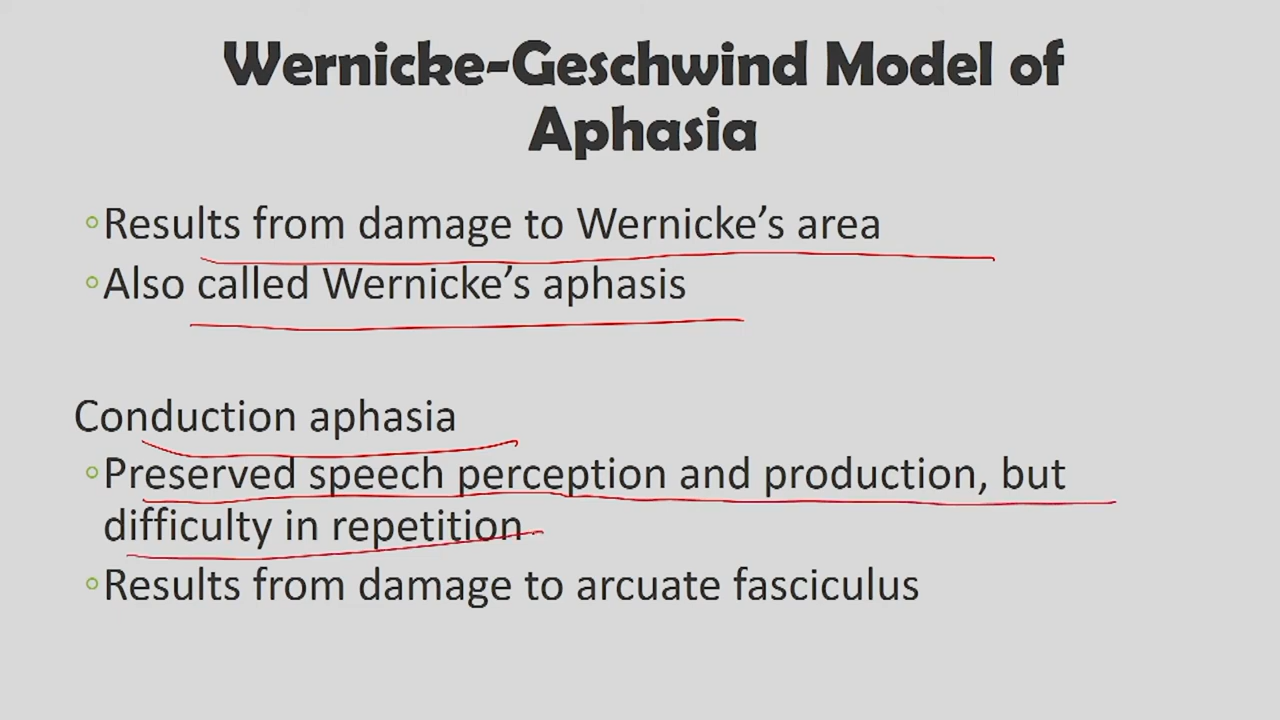 Wernicke-Geschwind Model of
Aphasia
◦Results from damage to Wernicke’s area
◦Also called Wernicke’s aphasis
Conduction aphasia
◦Preserved speech perception and production, but
difficulty in repetition
◦Results from damage to arcuate fasciculus